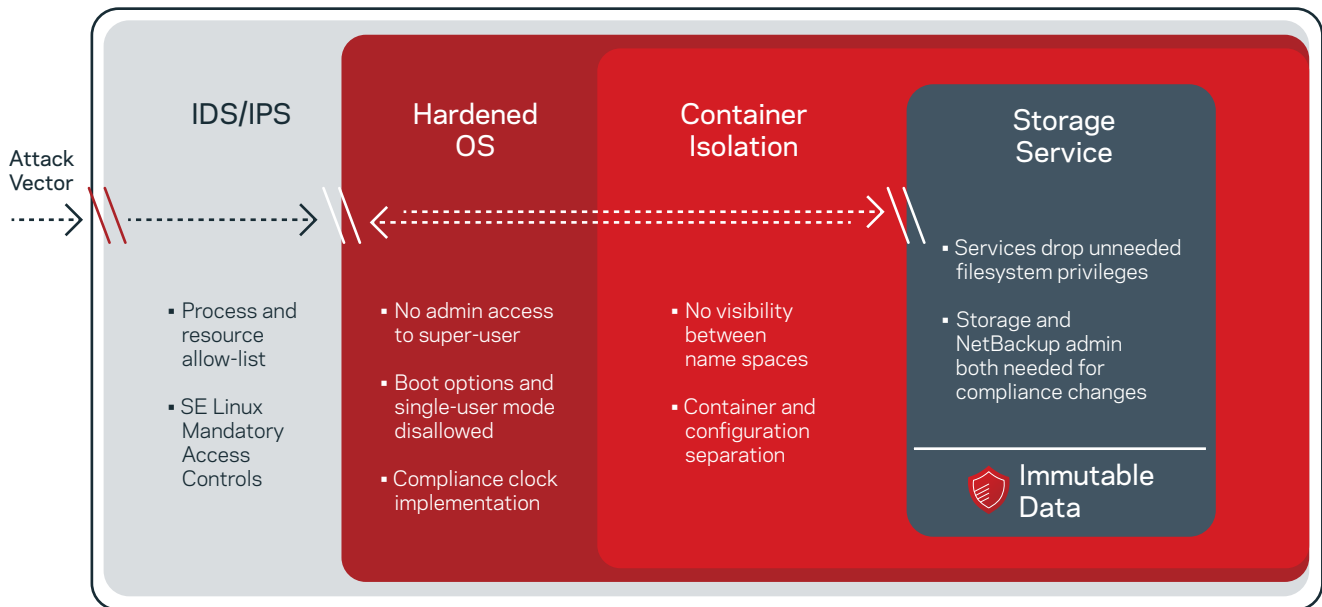 Attack
Vector
IDS/IPS
▪ Process and
resource
allow-list
▪ SE Linux
Mandatory
Access
Controls
Hardened
OS
▪ No admin access
to super-user
▪ Boot options and
single-user mode
disallowed
▪ Compliance clock
implementation
Container
Isolation
▪ No visibility
between
name spaces
▪ Container and
configuration
separation
Storage
Service
▪ Services drop unneeded
filesystem privileges
▪ Storage and
NetBackup admin
both needed for
compliance changes
Immutable
Data